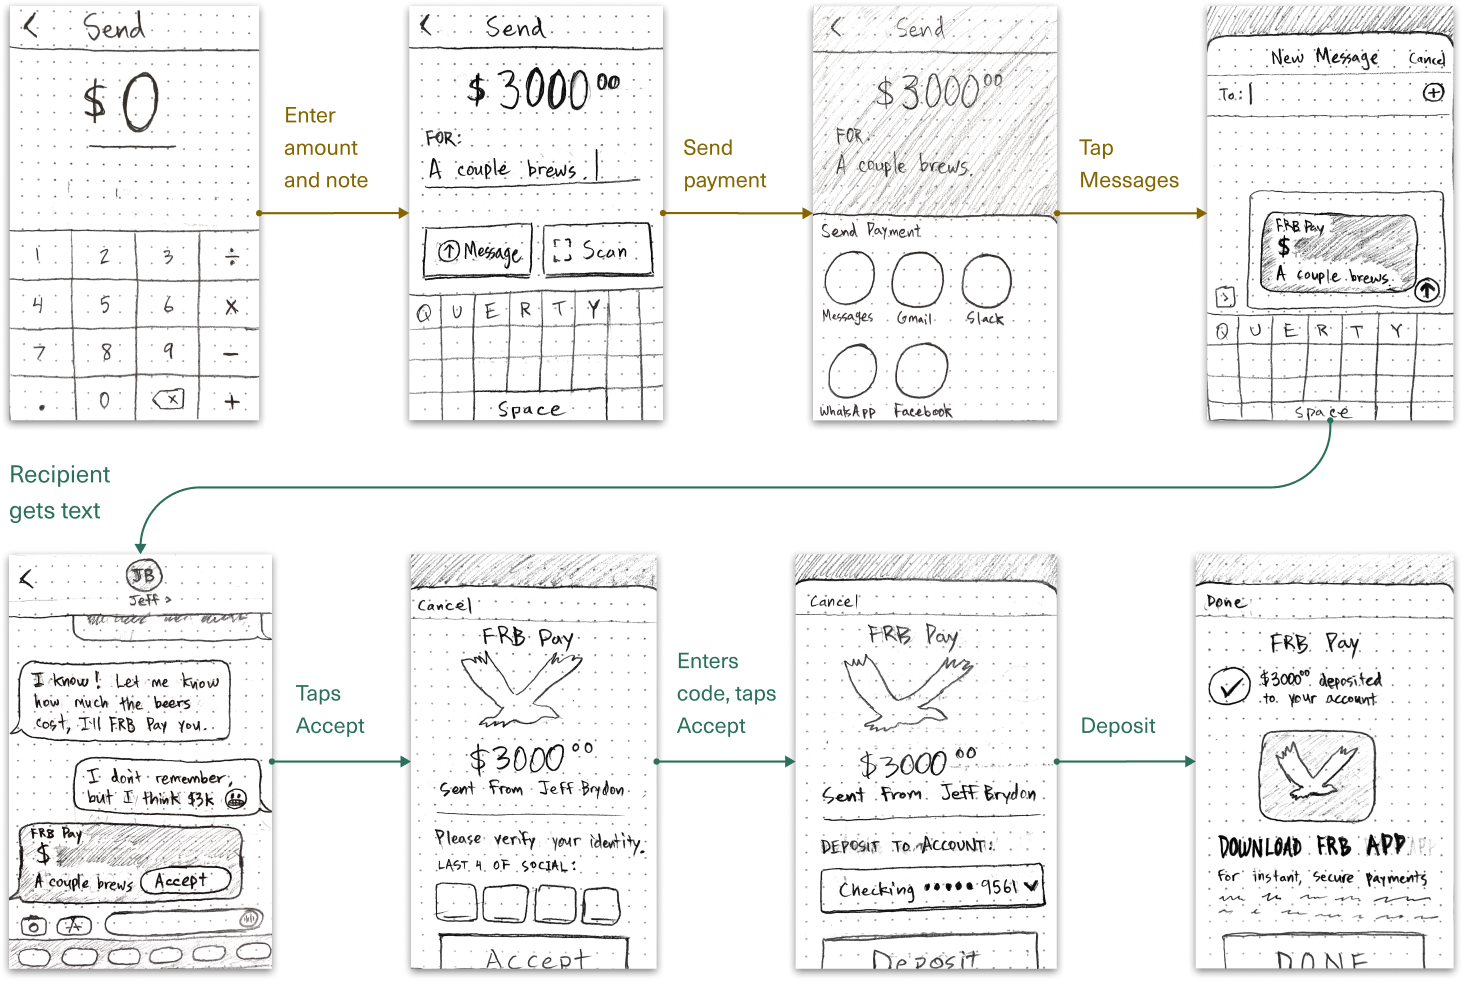 Send
$ 0
1 2 3 ÷
4 5 6 x
7 8 9 -
. 0 x +
Enter
amount
and note
Send
$ 3000 00
FOR:
A couple brews.
Message
Scan
Q U E R T Y
Space
Send
payment
Send
$ 3000 00
FOR:
A couple brews.
Send Payment
Messages Gmail Slack
WhatsApp Facebook
Tap
Messages
New Message Cancel
To:
FRB Pay
$
A couple brews.
Q U E R T Y
Space
Recipient
gets text
JB
Jeff >
I know! Let me know
how much the beers
cost, I'll FRB Pay you.
I don't remember,
but I think $3k
FRB Pay
$
A couple brews Accept
Taps
Accept
Cancel
FRB Pay
$3000 00
Sent From Jeff Brydon
Please verify your identity.
LAST 4 OF SOCIAL:
Accept
Enters
code, taps
Accept
Cancel
FRB Pay
$3000 00
Sent From Jeff Brydon
DEPOSIT TO ACCOUNT:
Checking ••••• 9561
Deposit
Deposit
Done
FRB Pay
$3000 00 deposited
to your account
DOWNLOAD FRB APP
For instant, secure payments
DONE